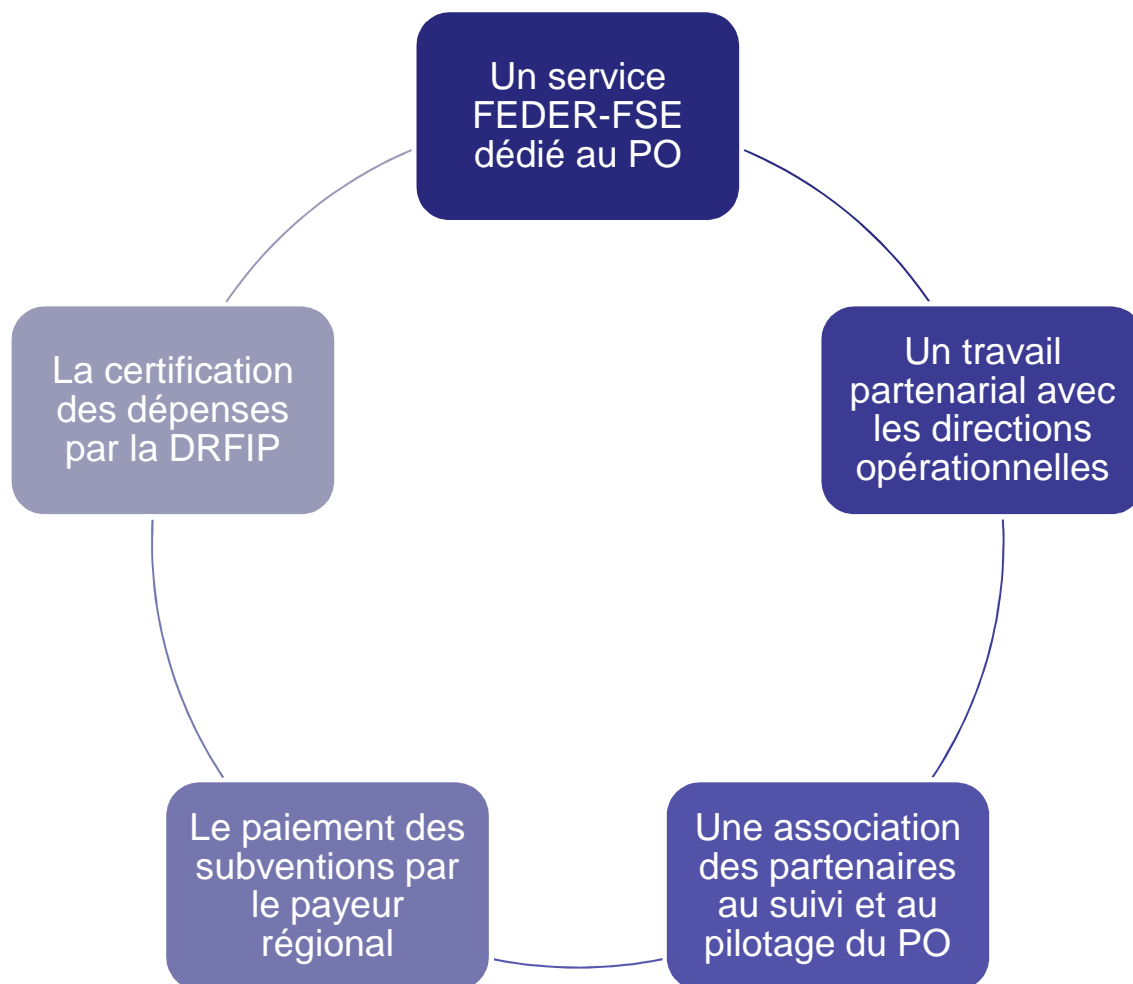 Un service
FEDER-FSE
dédié au PO
Un travail
partenarial avec
les directions
opérationnelles
Une association
des partenaires
au suivi et au
pilotage du PO
Le paiement des
subventions par
le payeur
régional
La certification
des dépenses
par la DRFIP